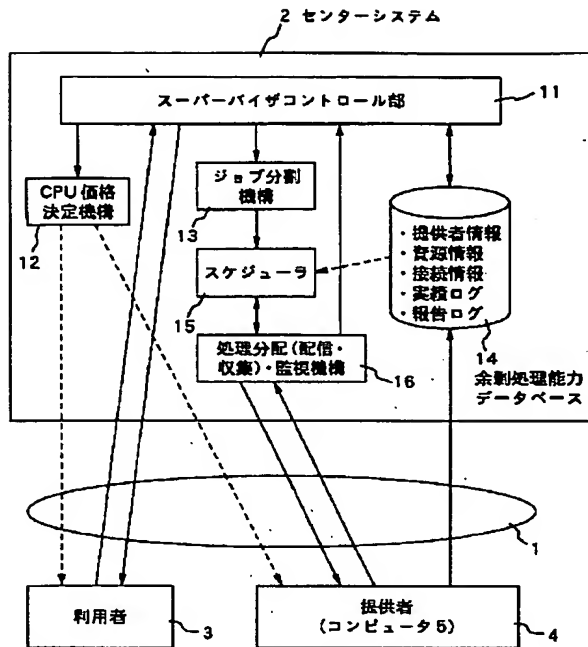 2 センターシステム
スーパーバイザコントロール部
11
CPU価格
決定機構
12
ジョブ分割
機構
13
スケジューラ
15
処理分配(配信・
収集)・監視機構
16
・提供者情報
・資源情報
・接続情報
・実績ログ
・報告ログ
14
余剰処理能力
データベース
1
利用者
3
提供者
(コンピュータ5)
4